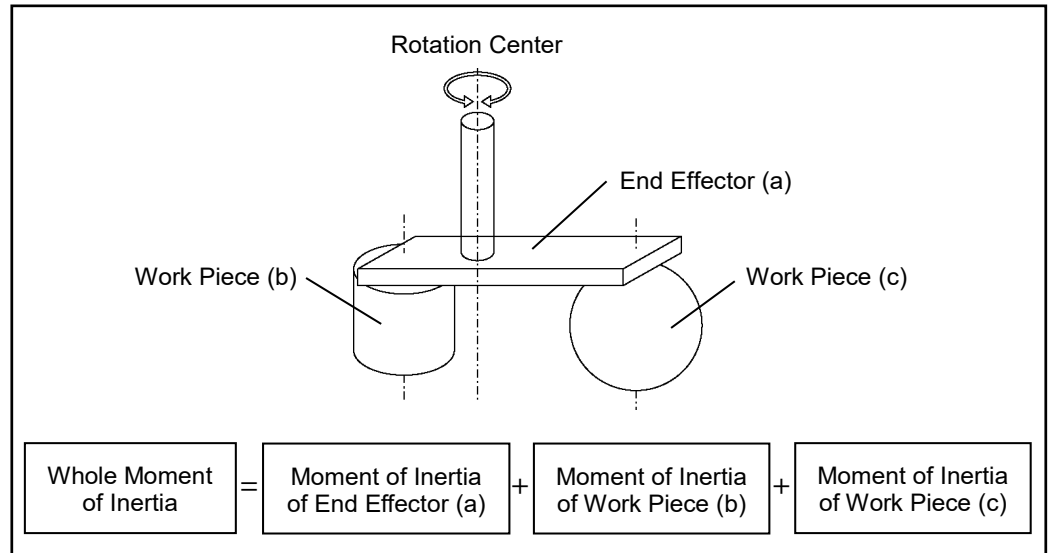 Rotation Center
End Effector (a)
Work Piece (b)
Work Piece (c)
Whole Moment
of Inertia
=
Moment of Inertia
of End Effector (a)
+
Moment of Inertia
of Work Piece (b)
+
Moment of Inertia
of Work Piece (c)